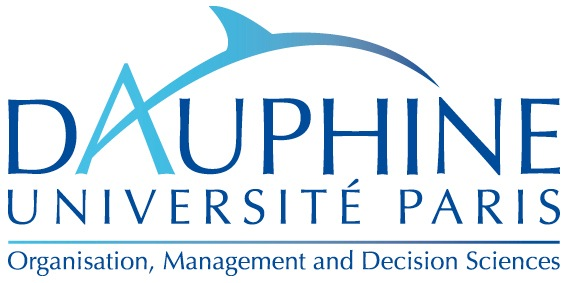 DAUPHINE
UNIVERSITÉ PARIS
Organisation, Management and Decision Sciences